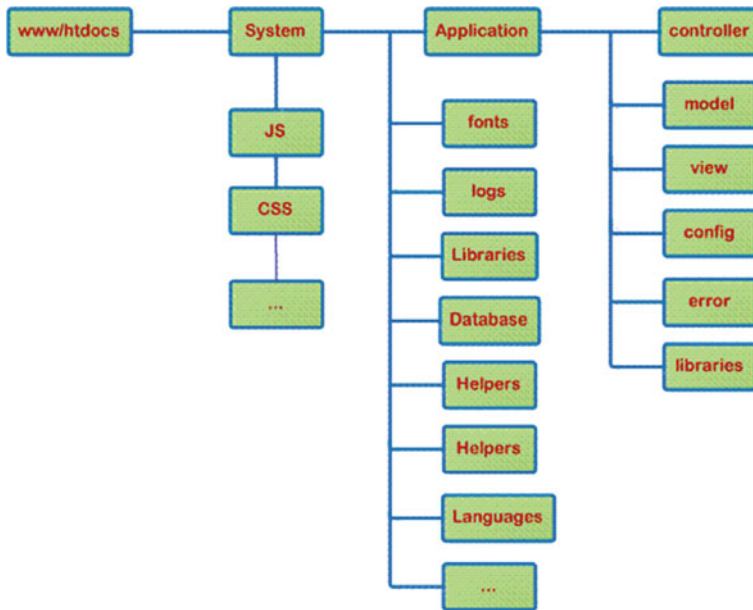 www/htdocs
System
Application
controller
JS
CSS
...
fonts
logs
Libraries
Database
Helpers
Helpers
Languages
...
model
view
config
error
libraries